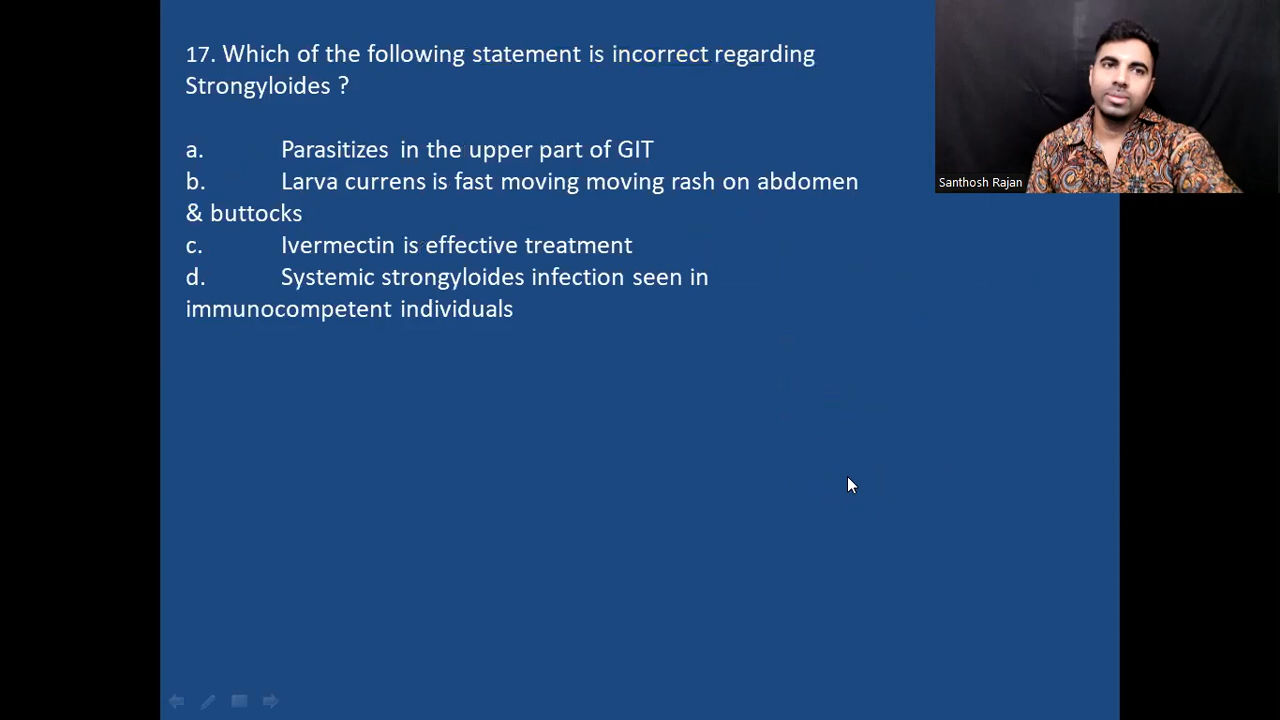 17. Which of the following statement is incorrect regarding
Strongyloides ?
a. Parasitizes in the upper part of GIT
b. Larva currens is fast moving moving rash on abdomen
& buttocks
c. Ivermectin is effective treatment
d. Systemic strongyloides infection seen in
immunocompetent individuals
Santhosh Rajan